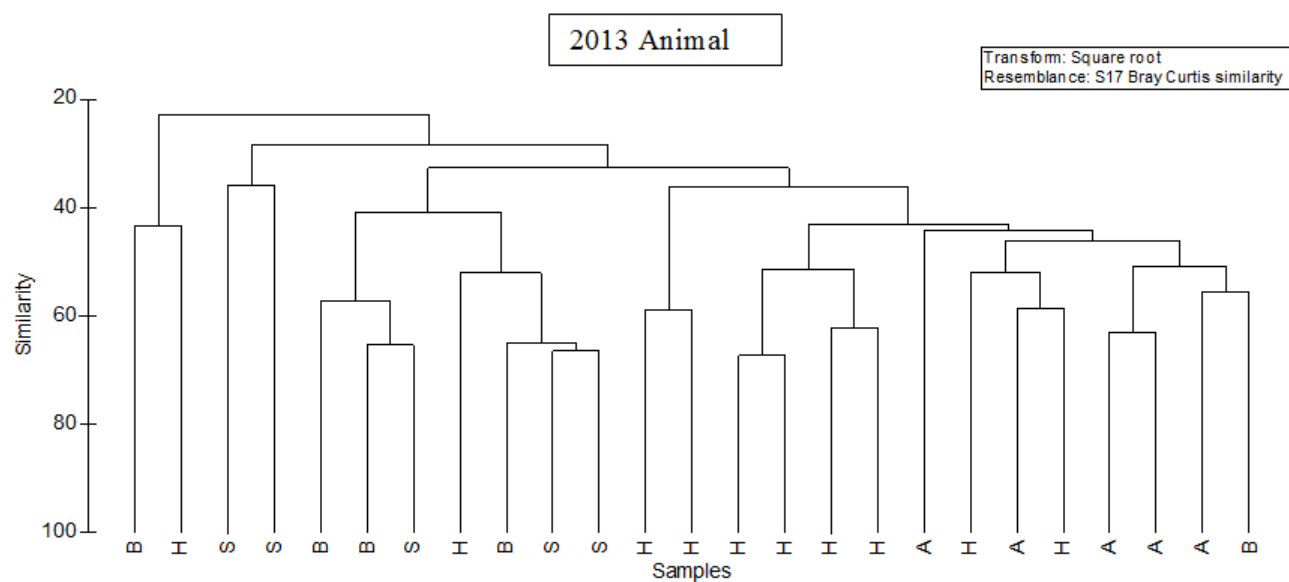 2013 Animal
Transform: Square root
Resemblance: S17 Bray Curtis similarity
20
40
60
80
100
Similarity
B H S S B B S H B S S H H H H H H A H A H A A A B
Samples